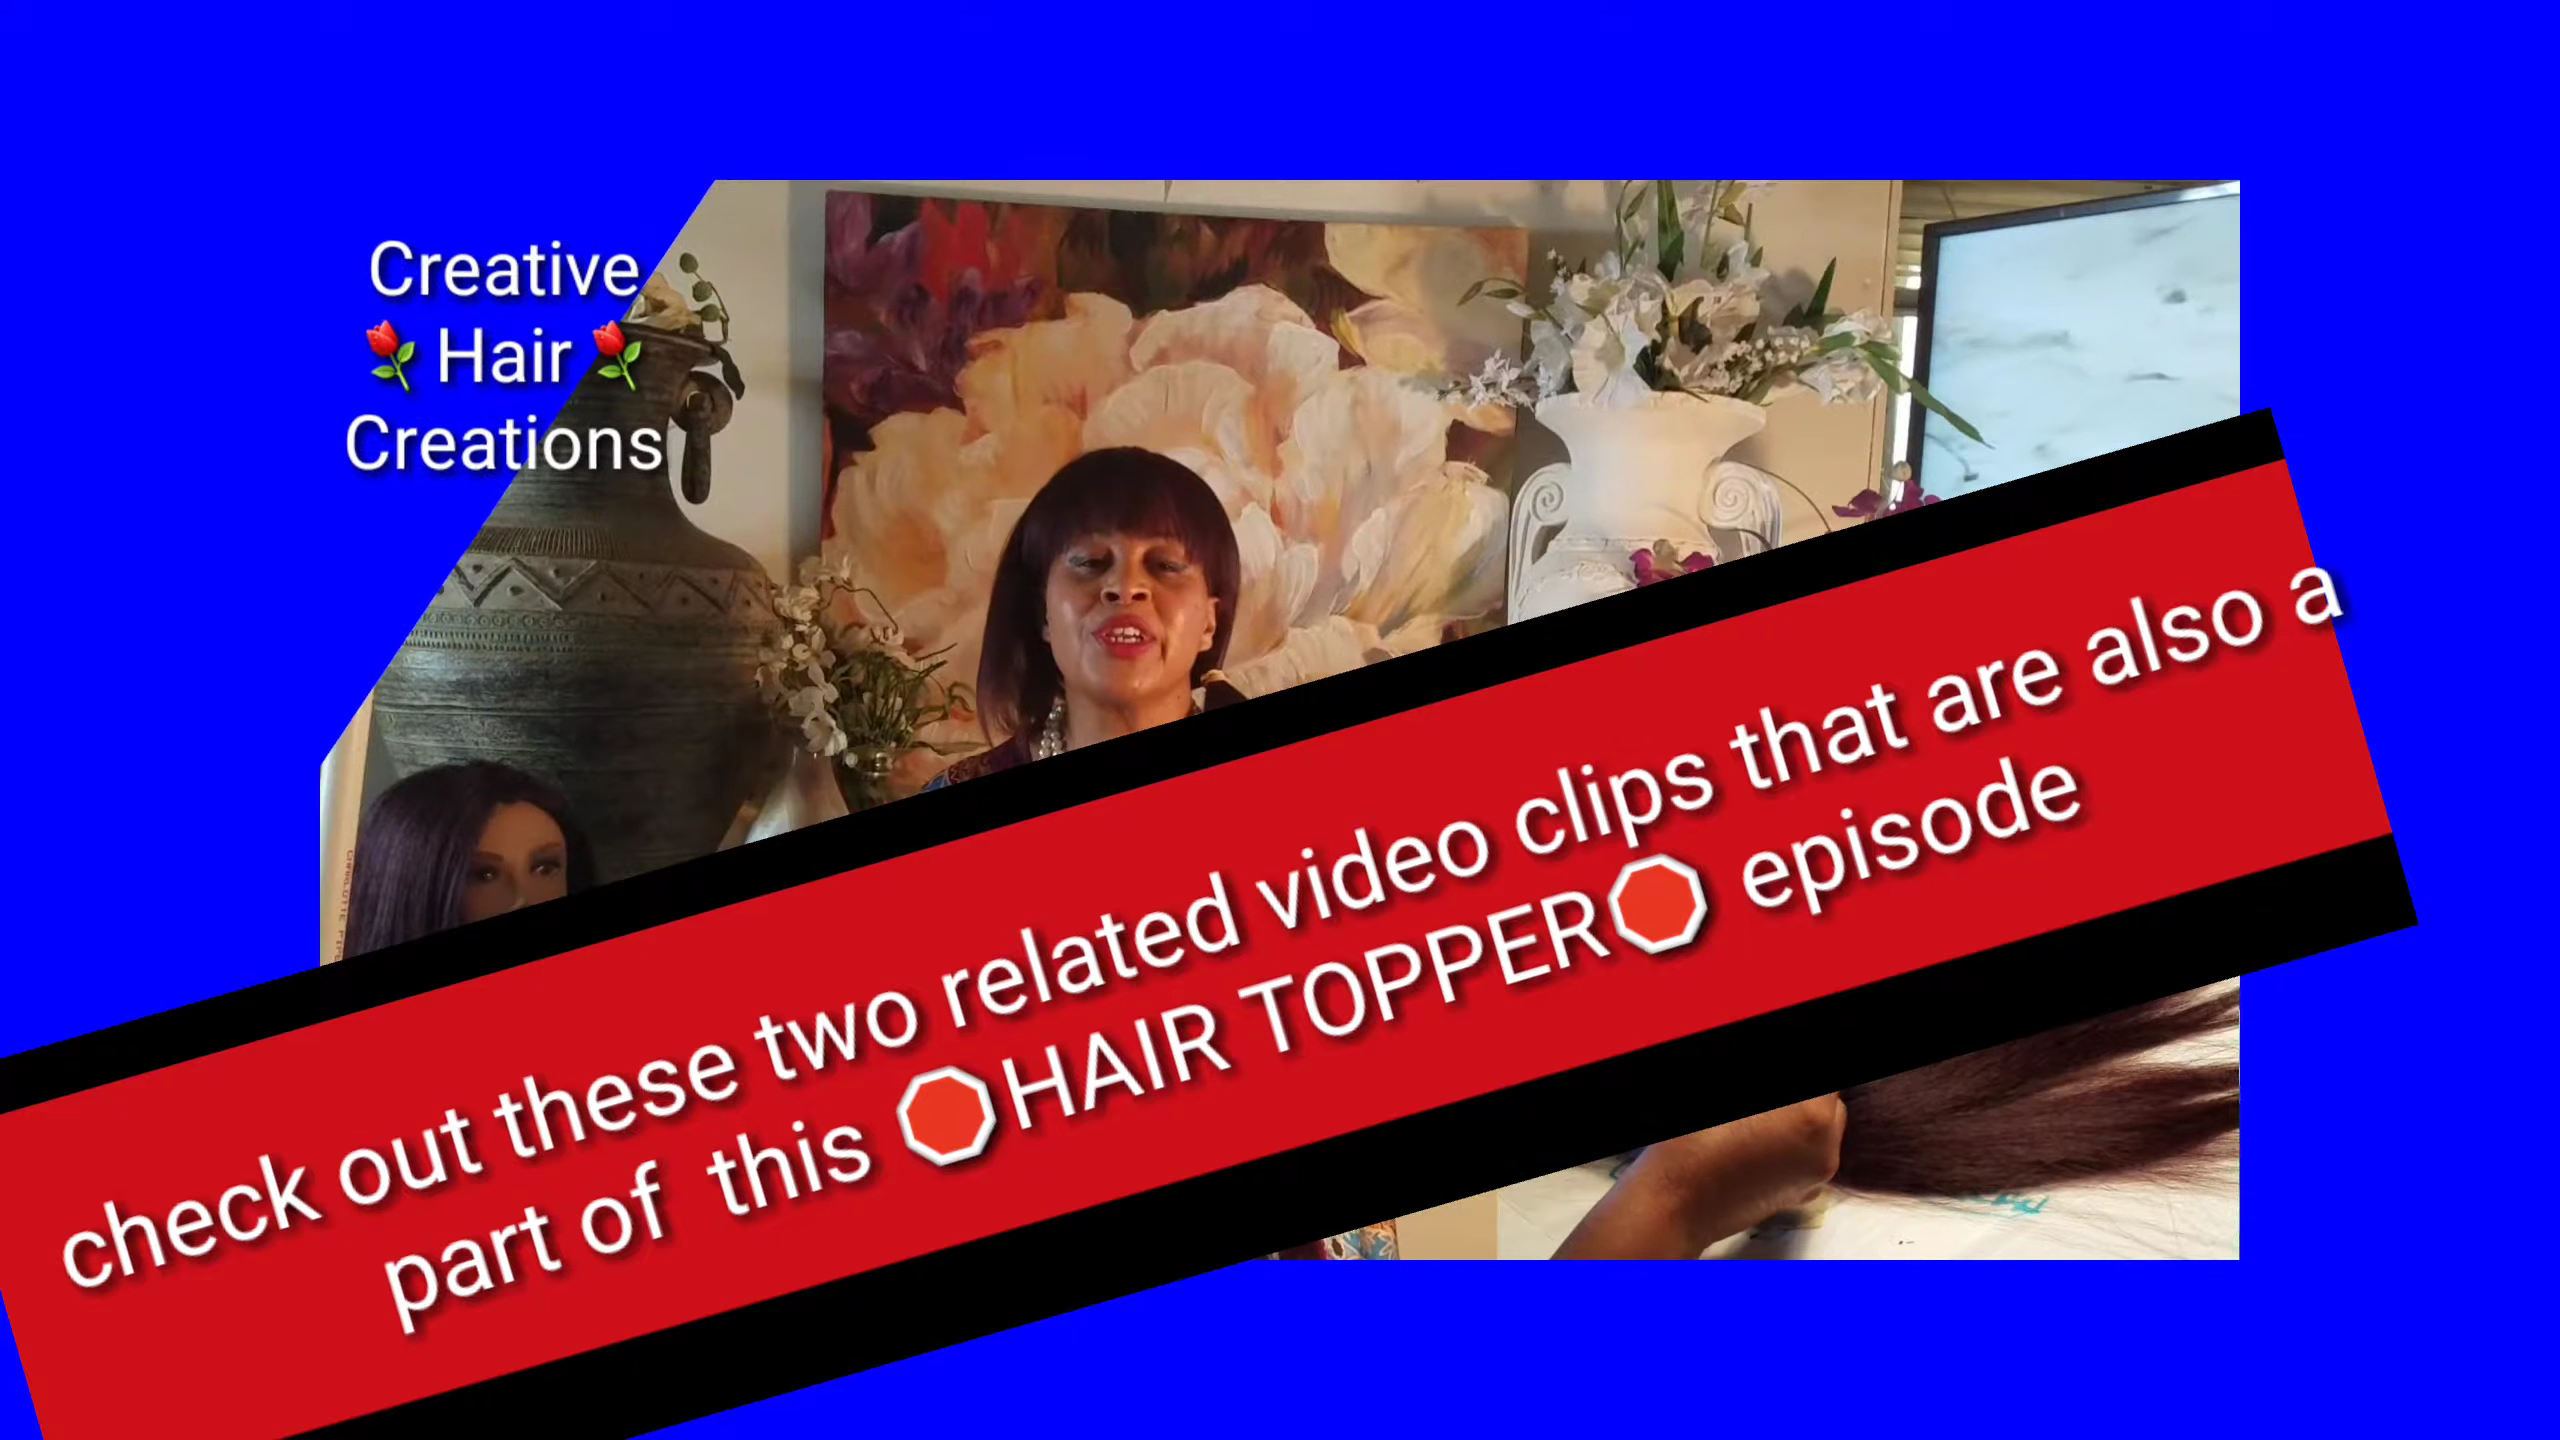 Creative
🌹 Hair 🌹
Creations
check out these two related video clips that are also a
part of this 🛑HAIR TOPPER🛑 episode